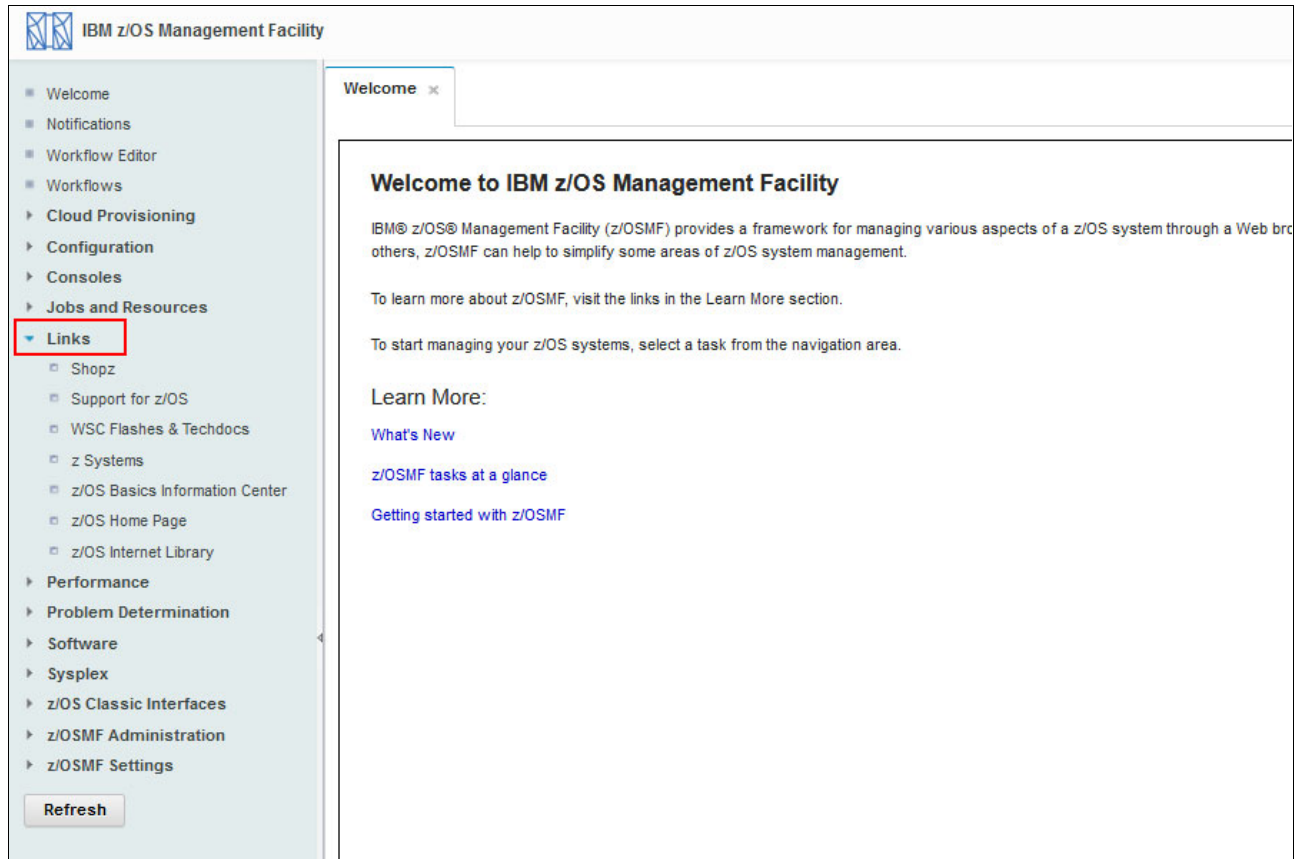 IBM z/OS Management Facility
Welcome
Notifications
Workflow Editor
Workflows
Cloud Provisioning
Configuration
Consoles
Jobs and Resources
Links
Shopz
Support for z/OS
WSC Flashes & Techdocs
z Systems
z/OS Basics Information Center
z/OS Home Page
z/OS Internet Library
Performance
Problem Determination
Software
Sysplex
z/OS Classic Interfaces
z/OSMF Administration
z/OSMF Settings
Refresh
Welcome ×
Welcome to IBM z/OS Management Facility
IBM® z/OS® Management Facility (z/OSMF) provides a framework for managing various aspects of a z/OS system through a Web bro
others, z/OSMF can help to simplify some areas of z/OS system management.
To learn more about z/OSMF, visit the links in the Learn More section.
To start managing your z/OS systems, select a task from the navigation area.
Learn More:
What's New
z/OSMF tasks at a glance
Getting started with z/OSMF